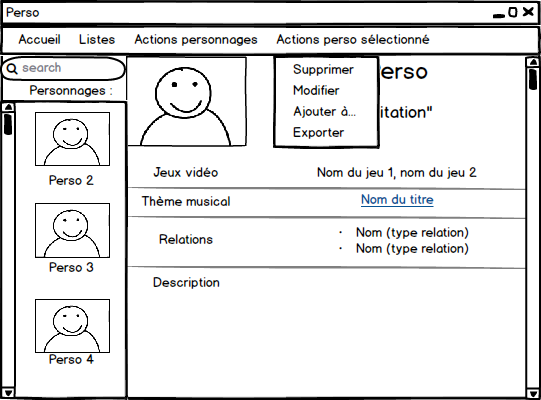 Perso
Accueil Listes Actions personnages Actions perso sélectionné
search
Personnages :
Perso 2
Perso 3
Perso 4
Supprimer
Modifier
Ajouter à...
Exporter
erso
itation"
Jeux vidéo Nom du jeu 1, nom du jeu 2
Thème musical Nom du titre
Relations
· Nom (type relation)
· Nom (type relation)
Description